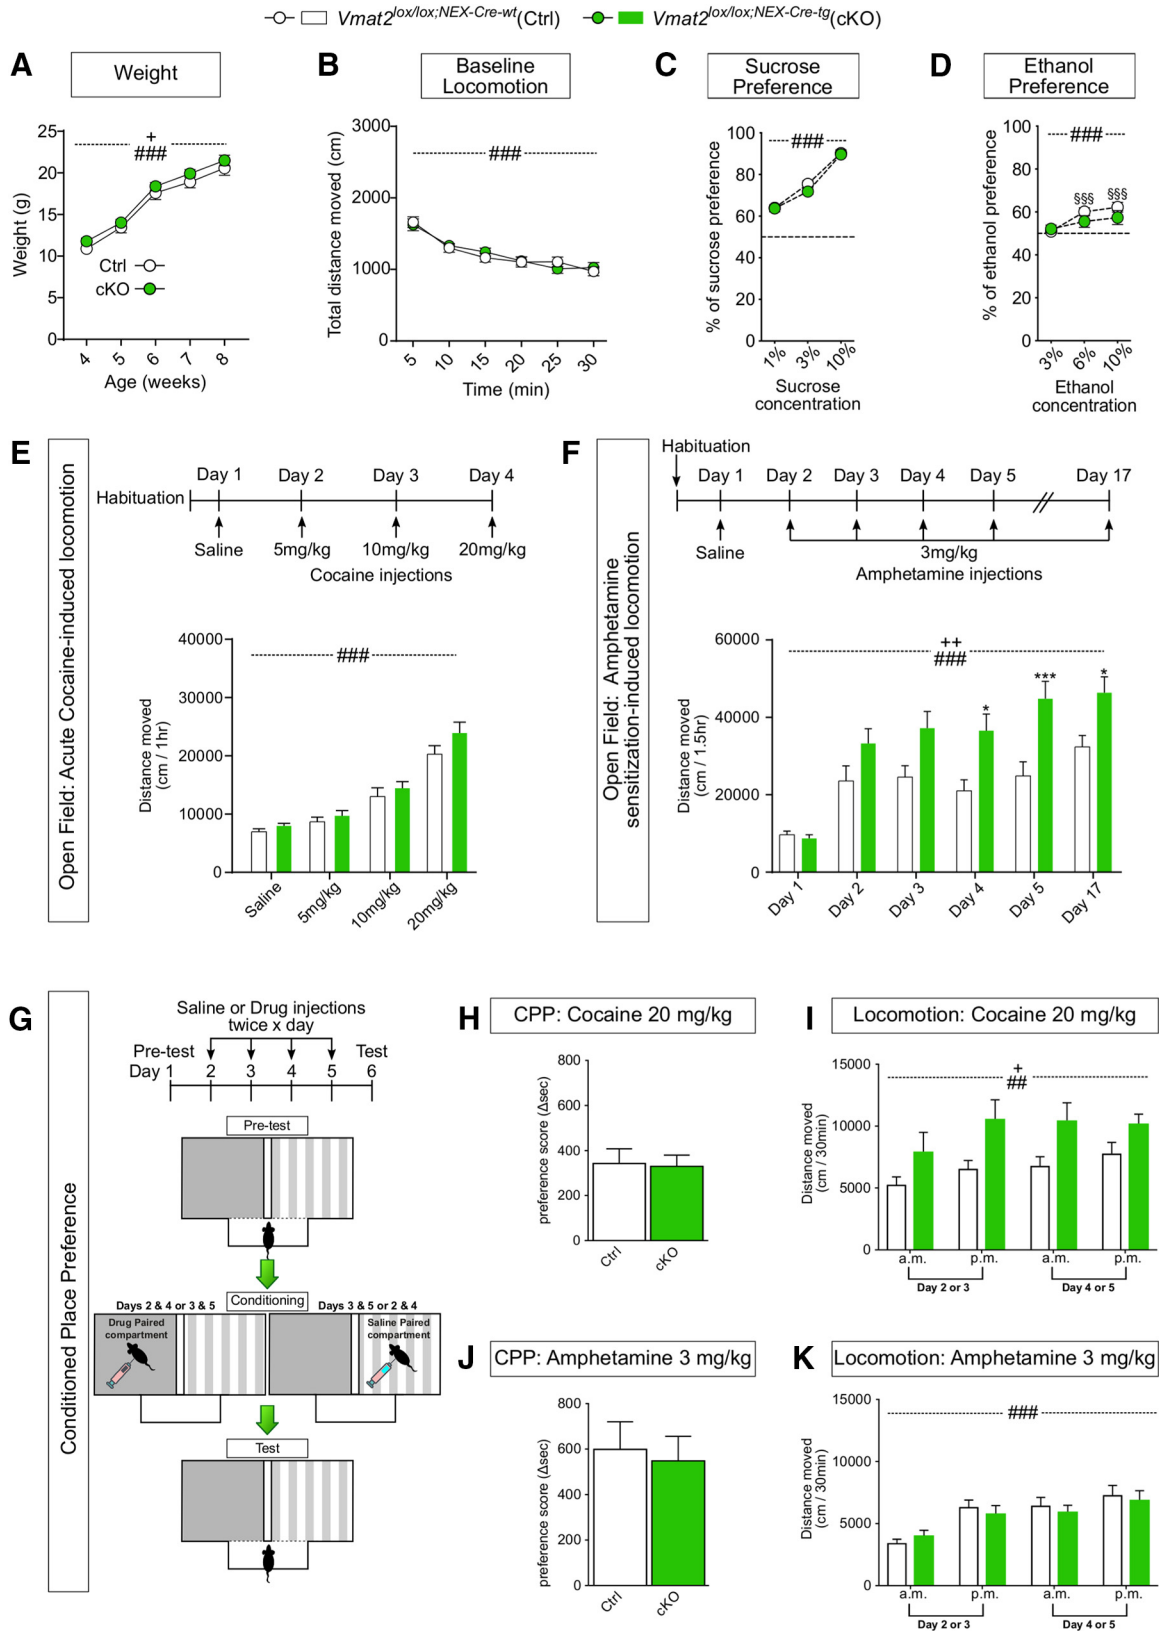 Vmat2lox/lox;NEX-Cre-wt(Ctrl) Vmat2lox/lox;NEX-Cre-tg(cKO)
A Weight
25
20
15
10
5
0
Weight (g)
+
###
Ctrl
cKO
4 5 6 7 8
Age (weeks)
B Baseline
Locomotion
3000
2000
1000
0
Total distance moved (cm)
###
5 10 15 20 25 30
Time (min)
C Sucrose
Preference
100
80
60
40
20
0
% of sucrose preference
###
1% 3% 10%
Sucrose
concentration
D Ethanol
Preference
100
80
60
40
20
0
% of ethanol preference
###
§§§ §§§
3% 6% 10%
Ethanol
concentration
E
Open Field: Acute Cocaine-induced locomotion
Day 1 Day 2 Day 3 Day 4
Habituation
Saline 5mg/kg 10mg/kg 20mg/kg
Cocaine injections
40000
30000
20000
10000
0
Distance moved
(cm / 1hr)
###
Saline 5mg/kg 10mg/kg 20mg/kg
F
Open Field: Amphetamine
sensitization-induced locomotion
Habituation
Day 1 Day 2 Day 3 Day 4 Day 5 Day 17
Saline 3mg/kg
Amphetamine injections
60000
40000
20000
0
Distance moved
(cm / 1.5hr)
++
###
* *** *
Day 1 Day 2 Day 3 Day 4 Day 5 Day 17
G
Conditioned Place Preference
Saline or Drug injections
twice x day
Pre-test Test
Day 1 2 3 4 5 6
Pre-test
Conditioning
Days 2 & 4 or 3 & 5 Days 3 & 5 or 2 & 4
Drug Paired
compartment
Saline Paired
compartment
Test
H CPP: Cocaine 20 mg/kg
800
600
400
200
0
preference score (Δsec)
Ctrl cKO
I Locomotion: Cocaine 20 mg/kg
15000
10000
5000
0
Distance moved
(cm / 30min)
+
##
a.m. p.m. a.m. p.m.
Day 2 or 3 Day 4 or 5
J CPP: Amphetamine 3 mg/kg
800
600
400
200
0
preference score (Δsec)
Ctrl cKO
K Locomotion: Amphetamine 3 mg/kg
15000
10000
5000
0
Distance moved
(cm / 30min)
###
a.m. p.m. a.m. p.m.
Day 2 or 3 Day 4 or 5